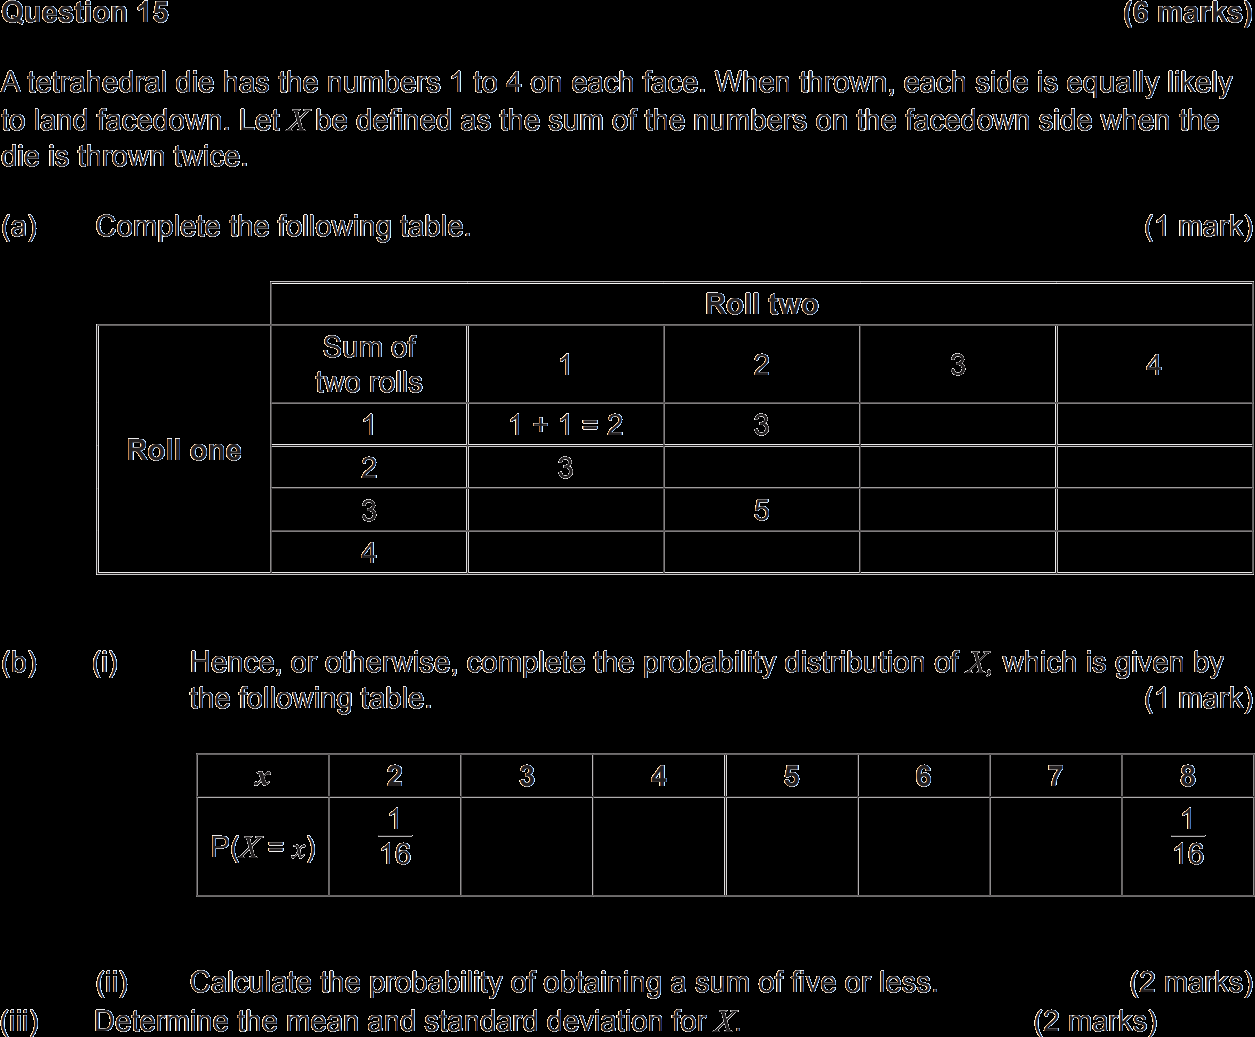 Question 15 (6 marks)
A tetrahedral die has the numbers 1 to 4 on each face. When thrown, each side is equally likely
to land facedown. Let X be defined as the sum of the numbers on the facedown side when the
die is thrown twice.
(a) Complete the following table. (1 mark)
Roll two
Sum of
two rolls 1 2 3 4
Roll one
1 1 + 1 = 2 3
2 3
3 5
4
(b) (i) Hence, or otherwise, complete the probability distribution of X, which is given by
the following table. (1 mark)
x 2 3 4 5 6 7 8
P(X = x) 1/16 1/16
(ii) Calculate the probability of obtaining a sum of five or less. (2 marks)
(iii) Determine the mean and standard deviation for X. (2 marks)